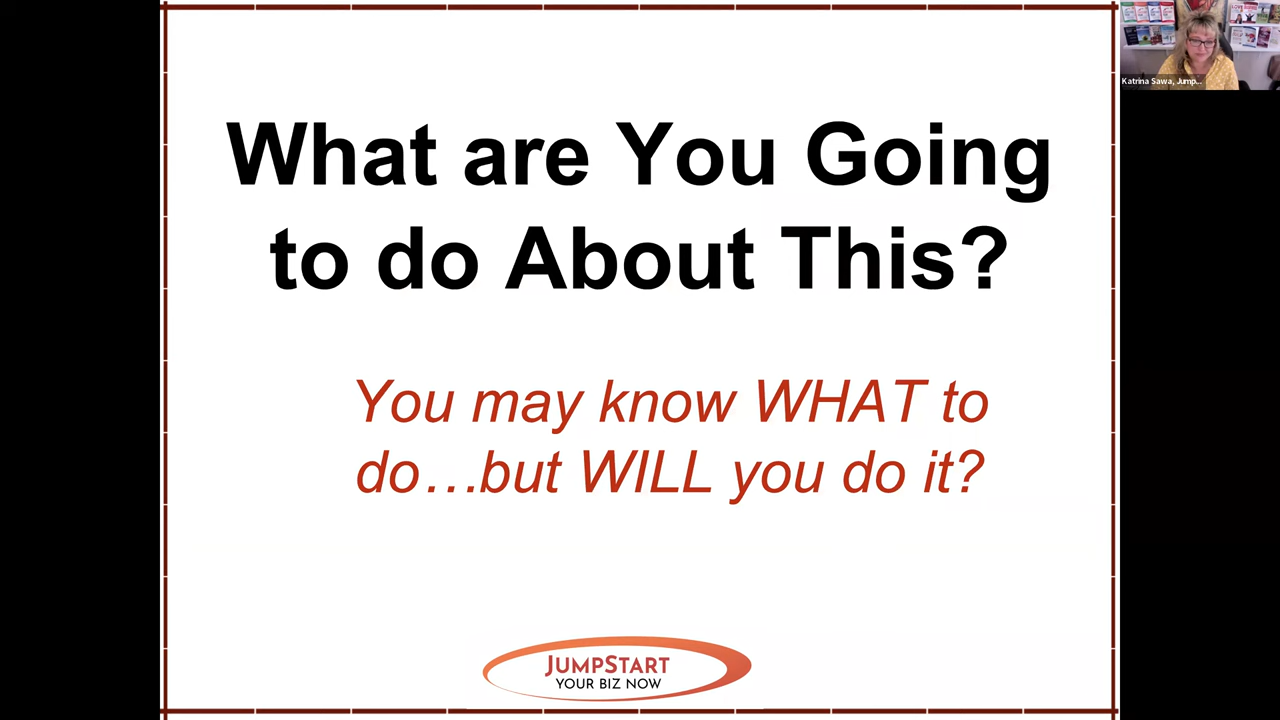 What are You Going
to do About This?
You may know WHAT to
do…but WILL you do it?
JUMPSTART
YOUR BIZ NOW
Katrina Sawa, Jump...